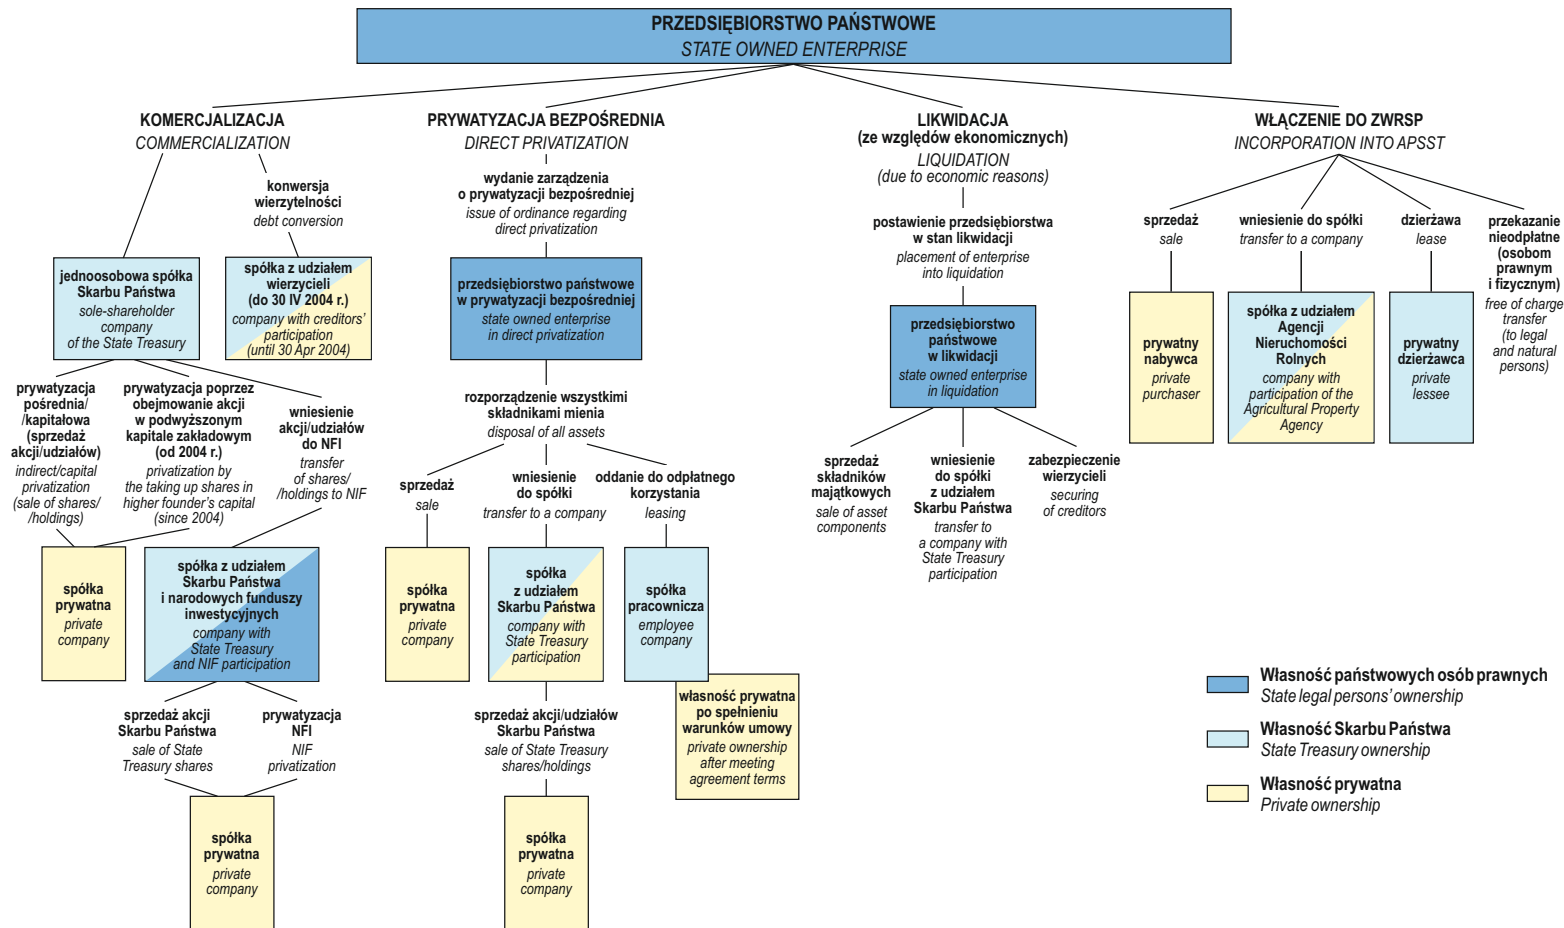 PRZEDSIĘBIORSTWO PAŃSTWOWE
STATE OWNED ENTERPRISE
KOMERCJALIZACJA
COMMERCIALIZATION
konwersja
wierzytelności
debt conversion
jednoosobowa spółka
Skarbu Państwa
sole-shareholder
company
of the State Treasury
spółka z udziałem
wierzycieli
(do 30 IV 2004 r.)
company with creditors'
participation
(until 30 Apr 2004)
prywatyzacja
pośrednia/
/kapitałowa
(sprzedaż
akcji/udziałów)
indirect/capital
privatization
(sale of shares/
/holdings)
prywatyzacja poprzez
obejmowanie akcji
w podwyższonym
kapitale zakładowym
(od 2004 r.)
privatization by
the taking up shares in
higher founder's capital
(since 2004)
wniesienie
akcji/udziałów
do NFI
transfer
of shares/
/holdings to NIF
spółka
prywatna
private
company
spółka z udziałem
Skarbu Państwa
i narodowych funduszy
inwestycyjnych
company with
State Treasury
and NIF participation
sprzedaż akcji
Skarbu Państwa
sale of State
Treasury shares
prywatyzacja
NFI
NIF
privatization
spółka
prywatna
private
company
PRYWATYZACJA BEZPOŚREDNIA
DIRECT PRIVATIZATION
wydanie zarządzenia
o prywatyzacji bezpośredniej
issue of ordinance regarding
direct privatization
przedsiębiorstwo państwowe
w prywatyzacji bezpośredniej
state owned enterprise
in direct privatization
rozporządzenie wszystkimi
składnikami mienia
disposal of all assets
sprzedaż
sale
wniesienie
do spółki
transfer to a company
oddanie do odpłatnego
korzystania
leasing
spółka
prywatna
private
company
spółka
z udziałem
Skarbu Państwa
company with
State Treasury
participation
spółka
pracownicza
employee
company
własność prywatna
po spełnieniu
warunków umowy
private ownership
after meeting
agreement terms
sprzedaż akcji/udziałów
Skarbu Państwa
sale of State Treasury
shares/holdings
spółka
prywatna
private
company
LIKWIDACJA
(ze względów ekonomicznych)
LIQUIDATION
(due to economic reasons)
postawienie przedsiębiorstwa
w stan likwidacji
placement of enterprise
into liquidation
przedsiębiorstwo
państwowe
w likwidacji
state owned enterprise
in liquidation
sprzedaż
składników
majątkowych
sale of asset
components
wniesienie
do spółki
z udziałem
Skarbu Państwa
transfer to
a company with
State Treasury
participation
zabezpieczenie
wierzycieli
securing
of creditors
WŁĄCZENIE DO ZWRSP
INCORPORATION INTO APSST
sprzedaż
sale
wniesienie do spółki
transfer to a company
dzierżawa
lease
przekazanie
nieodpłatne
(osobom
prawnym
i fizycznym)
free of charge
transfer
(to legal
and natural
persons)
prywatny
nabywca
private
purchaser
spółka z udziałem
Agencji
Nieruchomości
Rolnych
company with
participation of the
Agricultural Property
Agency
prywatny
dzierżawca
private
lessee
Własność państwowych osób prawnych
State legal persons' ownership
Własność Skarbu Państwa
State Treasury ownership
Własność prywatna
Private ownership